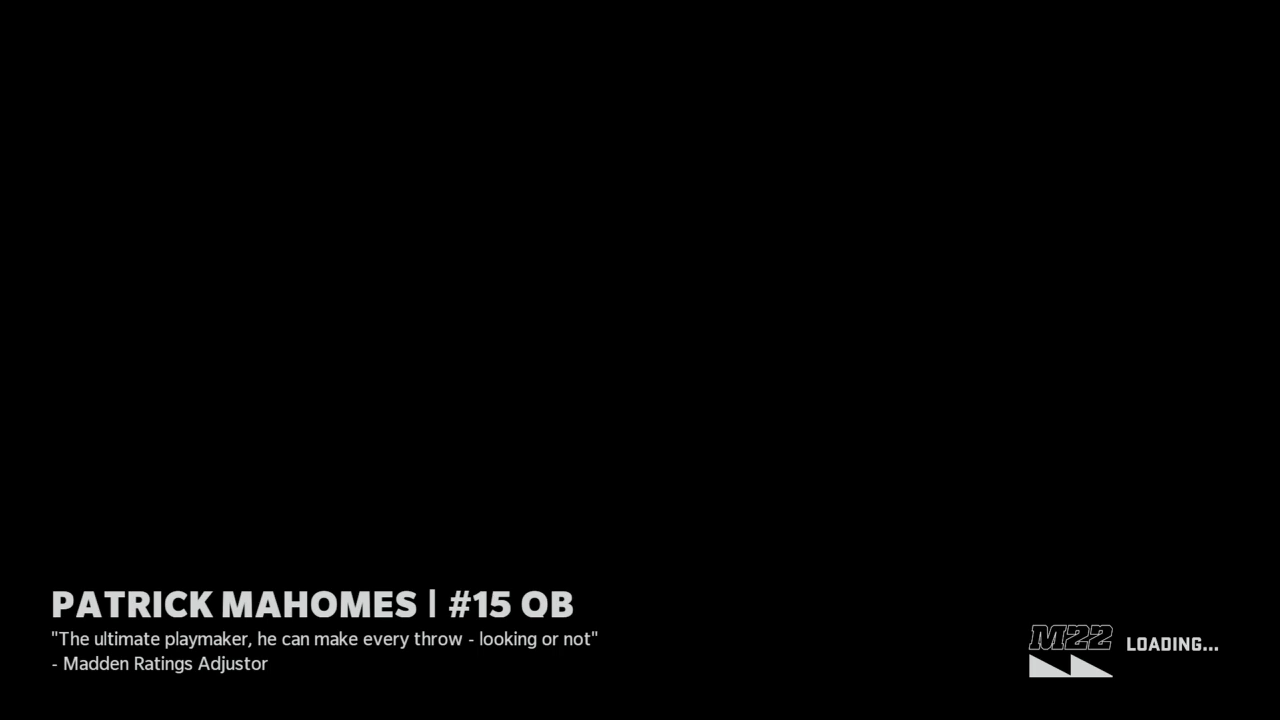 PATRICK MAHOMES | #15 QB
"The ultimate playmaker, he can make every throw - looking or not"
- Madden Ratings Adjustor
M22 LOADING...